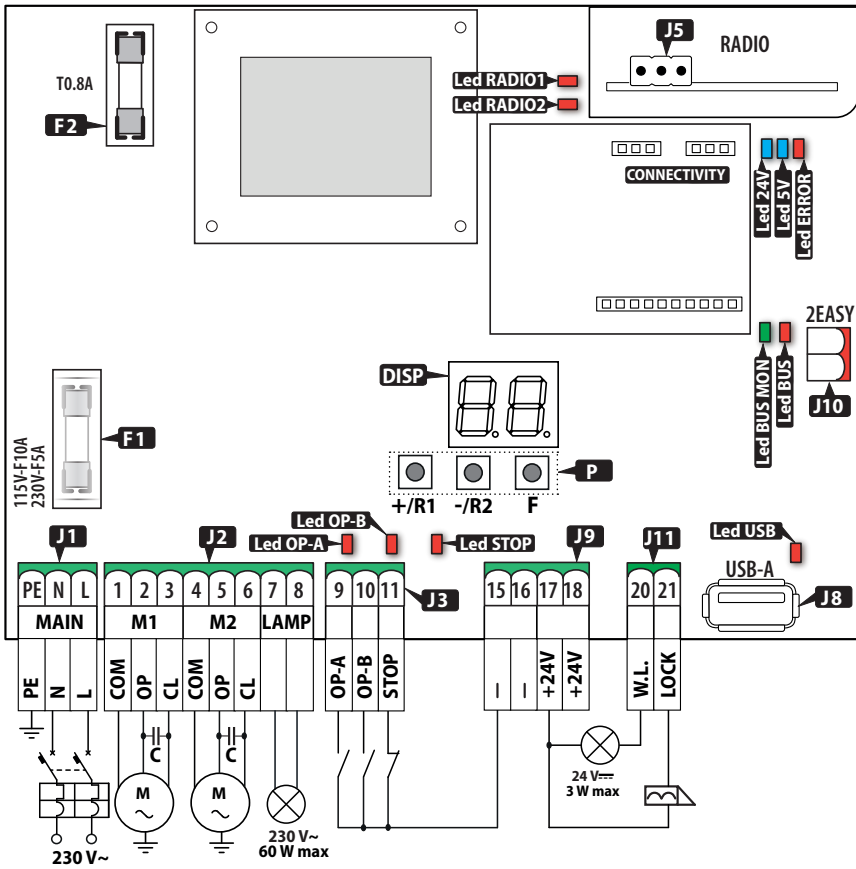 J5
RADIO
T0.8A
F2
Led RADIO1
Led RADIO2
CONNECTIVITY
Led 24V
Led 5V
Led ERROR
2EASY
DISP
Led BUS MON
Led BUS
J10
115V-F10A
230V-F5A
F1
P
+/R1 -/R2 F
Led OP-B
Led OP-A
Led STOP
Led USB
J1
J2
J3
J9
J11
USB-A
J8
PE N L
1 2 3 4 5 6 7 8
9 10 11
15 16 17 18
20 21
MAIN
M1
M2
LAMP
PE N L
COM OP CL
COM OP CL
OP-A OP-B STOP
– – +24V +24V
W.L. LOCK
C
C
M
~
M
~
230 V~
60 W max
24 V⎓
3 W max
230 V~